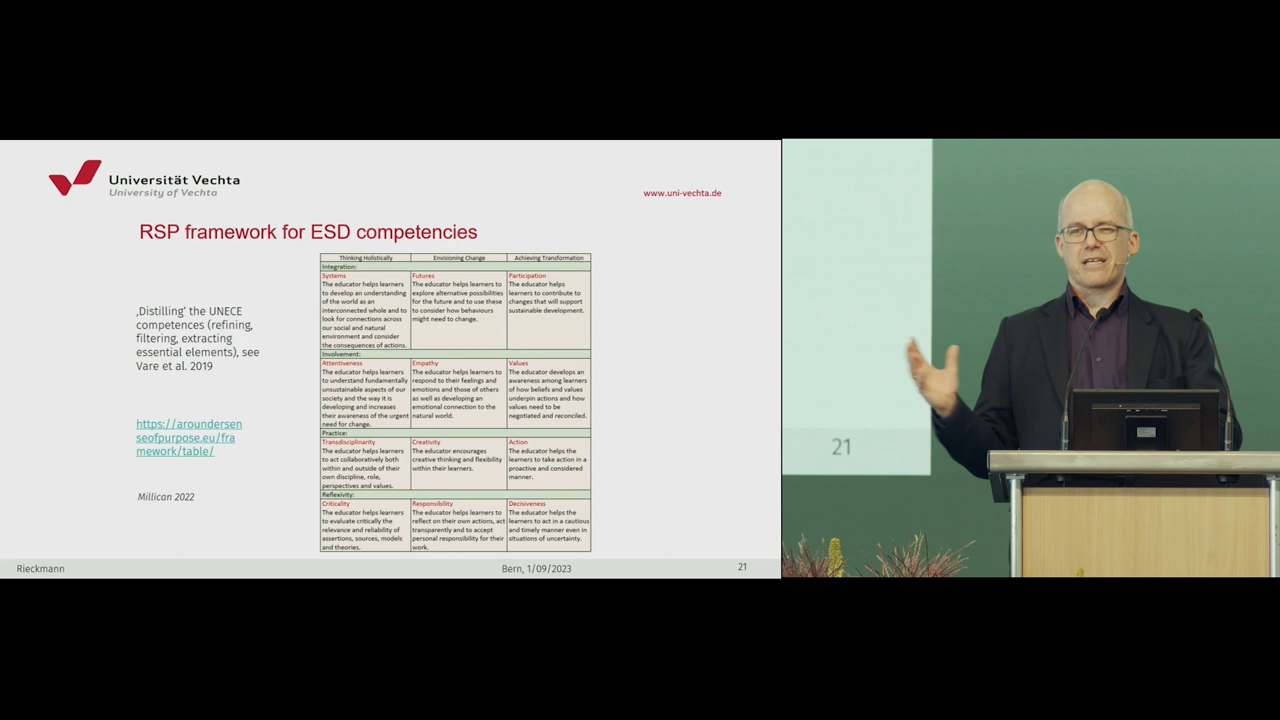 Universität Vechta
University of Vechta
www.uni-vechta.de
RSP framework for ESD competencies
‚Distilling' the UNECE
competences (refining,
filtering, extracting
essential elements), see
Vare et al. 2019
https://aroundersen
seofpurpose.eu/fra
mework/table/
Millican 2022
Thinking Holistically
Envisioning Change
Achieving Transformation
Integration:
Systems
The educator helps learners
to develop an understanding
of the world as an
interconnected whole and to
look for connections across
our social and natural
environment and consider
the consequences of actions.
Futures
The educator helps learners to
explore alternative possibilities
for the future and to use these
to consider how behaviours
might need to change.
Participation
The educator helps
learners to contribute to
changes that will support
sustainable development.
Involvement:
Attentiveness
The educator helps learners
to understand fundamentally
unsustainable aspects of our
society and the way it is
developing and increases
their awareness of the urgent
need for change.
Empathy
The educator helps learners to
respond to their feelings and
emotions and those of others
as well as developing an
emotional connection to the
natural world.
Values
The educator develops an
awareness among learners
of how beliefs and values
underpin actions and how
values need to be
negotiated and reconciled.
Practice:
Transdisciplinarity
The educator helps learners
to act collaboratively both
within and outside of their
own discipline, role,
perspectives and values.
Creativity
The educator encourages
creative thinking and flexibility
within their learners.
Action
The educator helps the
learners to take action in a
proactive and considered
manner.
Reflexivity:
Criticality
The educator helps learners
to evaluate critically the
relevance and reliability of
assertions, sources, models
and theories.
Responsibility
The educator helps learners to
reflect on their own actions, act
transparently and to accept
personal responsibility for their
work.
Decisiveness
The educator helps the
learners to act in a cautious
and timely manner even in
situations of uncertainty.
Rieckmann
Bern, 1/09/2023
21
21